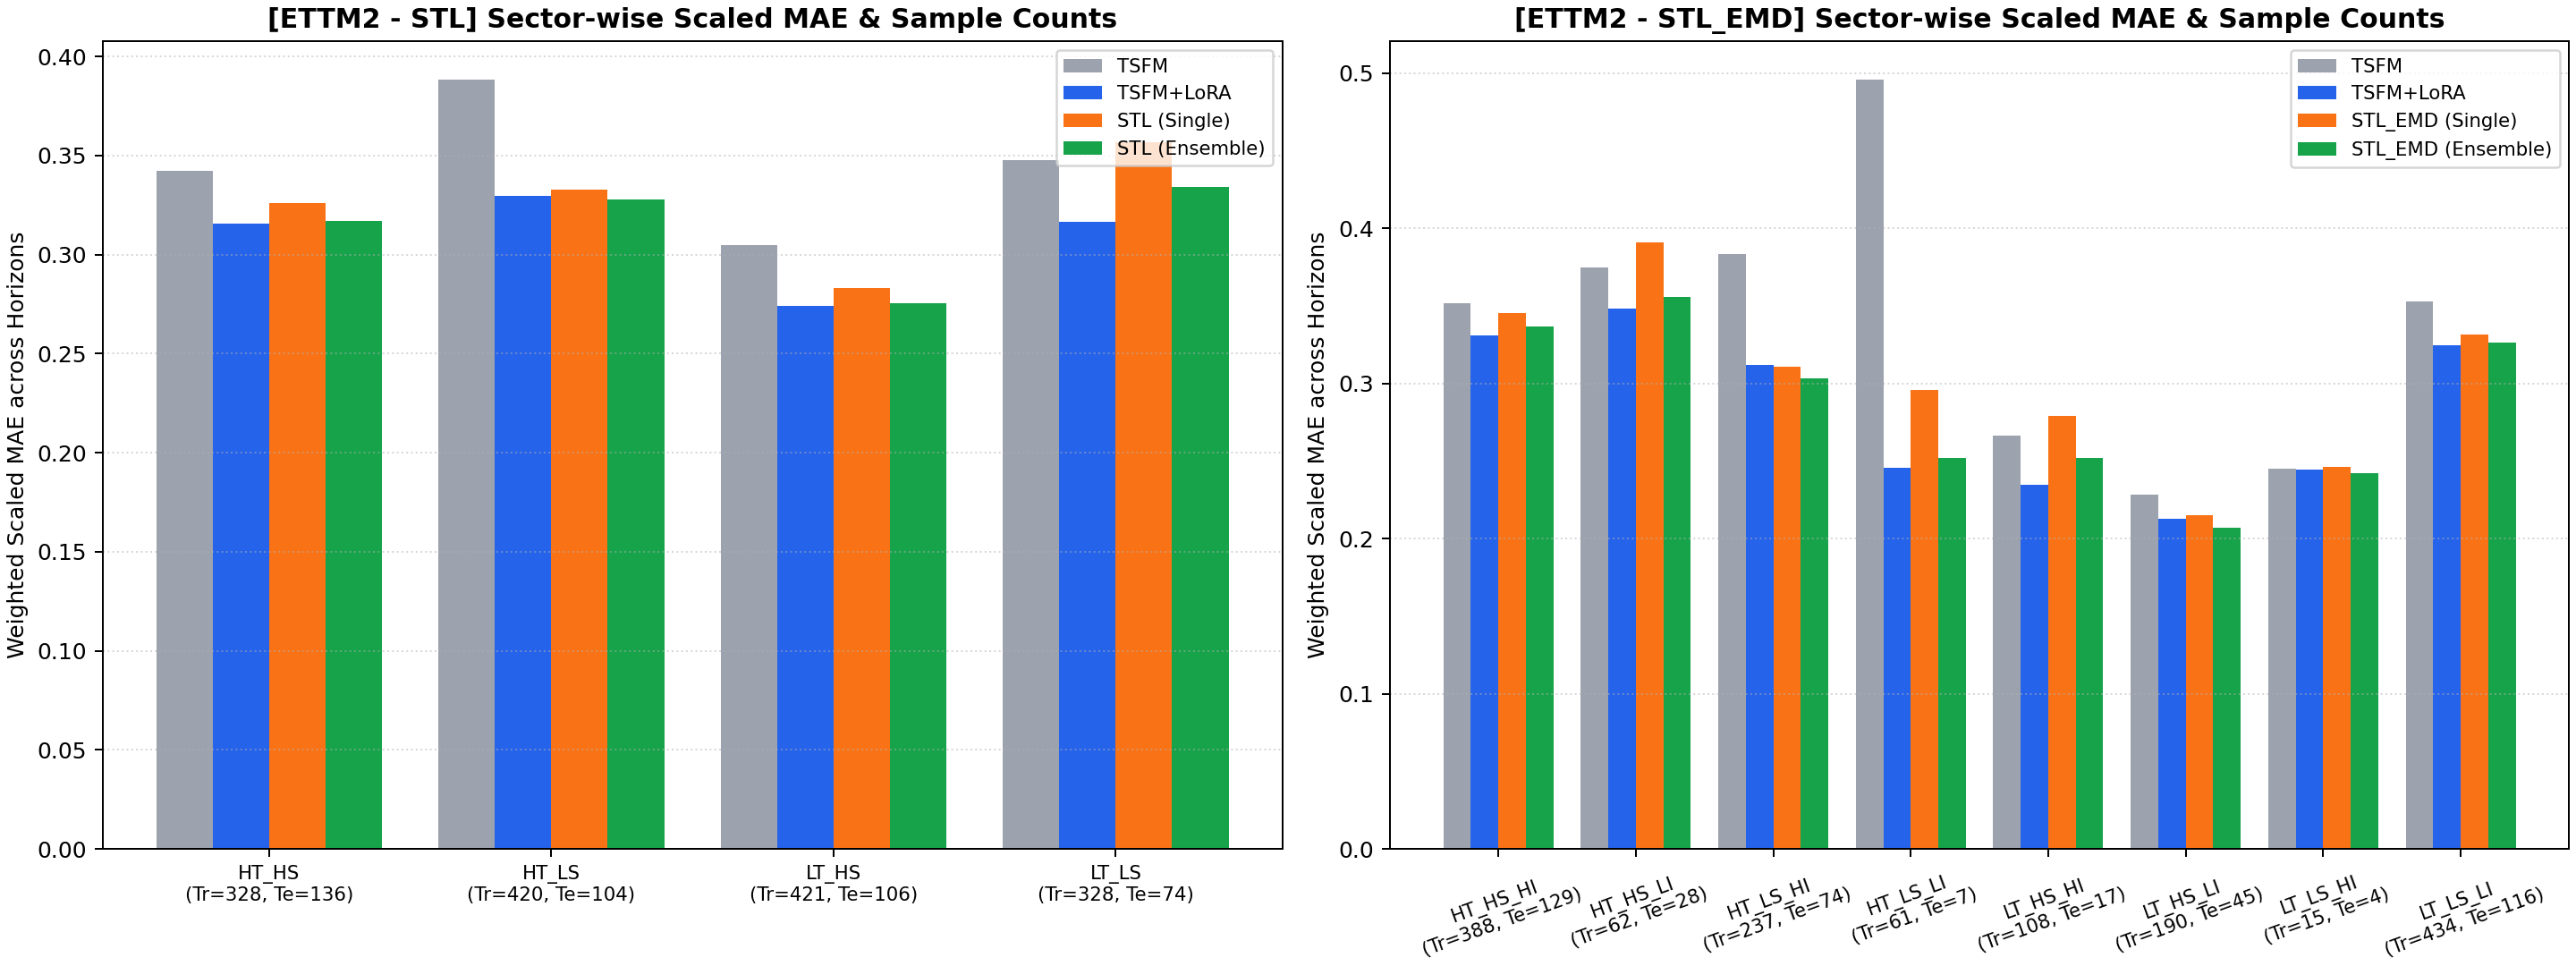 [ETTM2 - STL] Sector-wise Scaled MAE & Sample Counts
Weighted Scaled MAE across Horizons
0.40
0.35
0.30
0.25
0.20
0.15
0.10
0.05
0.00
TSFM
TSFM+LoRA
STL (Single)
STL (Ensemble)
HT_HS
(Tr=328, Te=136)
HT_LS
(Tr=420, Te=104)
LT_HS
(Tr=421, Te=106)
LT_LS
(Tr=328, Te=74)
[ETTM2 - STL_EMD] Sector-wise Scaled MAE & Sample Counts
Weighted Scaled MAE across Horizons
0.5
0.4
0.3
0.2
0.1
0.0
TSFM
TSFM+LoRA
STL_EMD (Single)
STL_EMD (Ensemble)
HT_HS_HI
(Tr=388, Te=129)
HT_HS_LI
(Tr=62, Te=28)
HT_LS_HI
(Tr=237, Te=74)
HT_LS_LI
(Tr=61, Te=7)
LT_HS_HI
(Tr=108, Te=17)
LT_HS_LI
(Tr=190, Te=45)
LT_LS_HI
(Tr=15, Te=4)
LT_LS_LI
(Tr=434, Te=116)